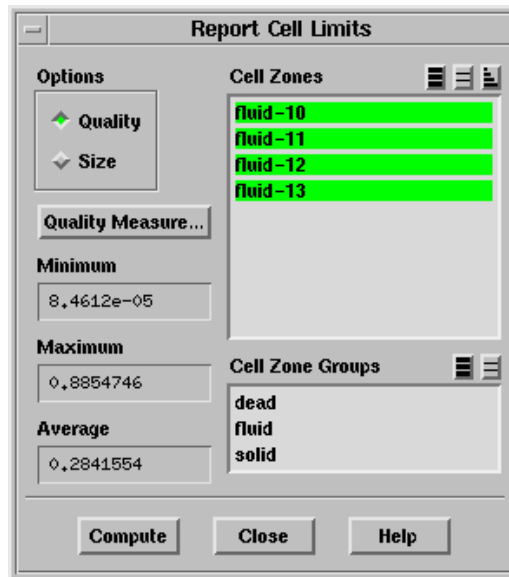 Report Cell Limits
Options
Quality
Size
Quality Measure...
Minimum
8.4612e-05
Maximum
0.8854746
Average
0.2841554
Cell Zones
fluid-10
fluid-11
fluid-12
fluid-13
Cell Zone Groups
dead
fluid
solid
Compute Close Help